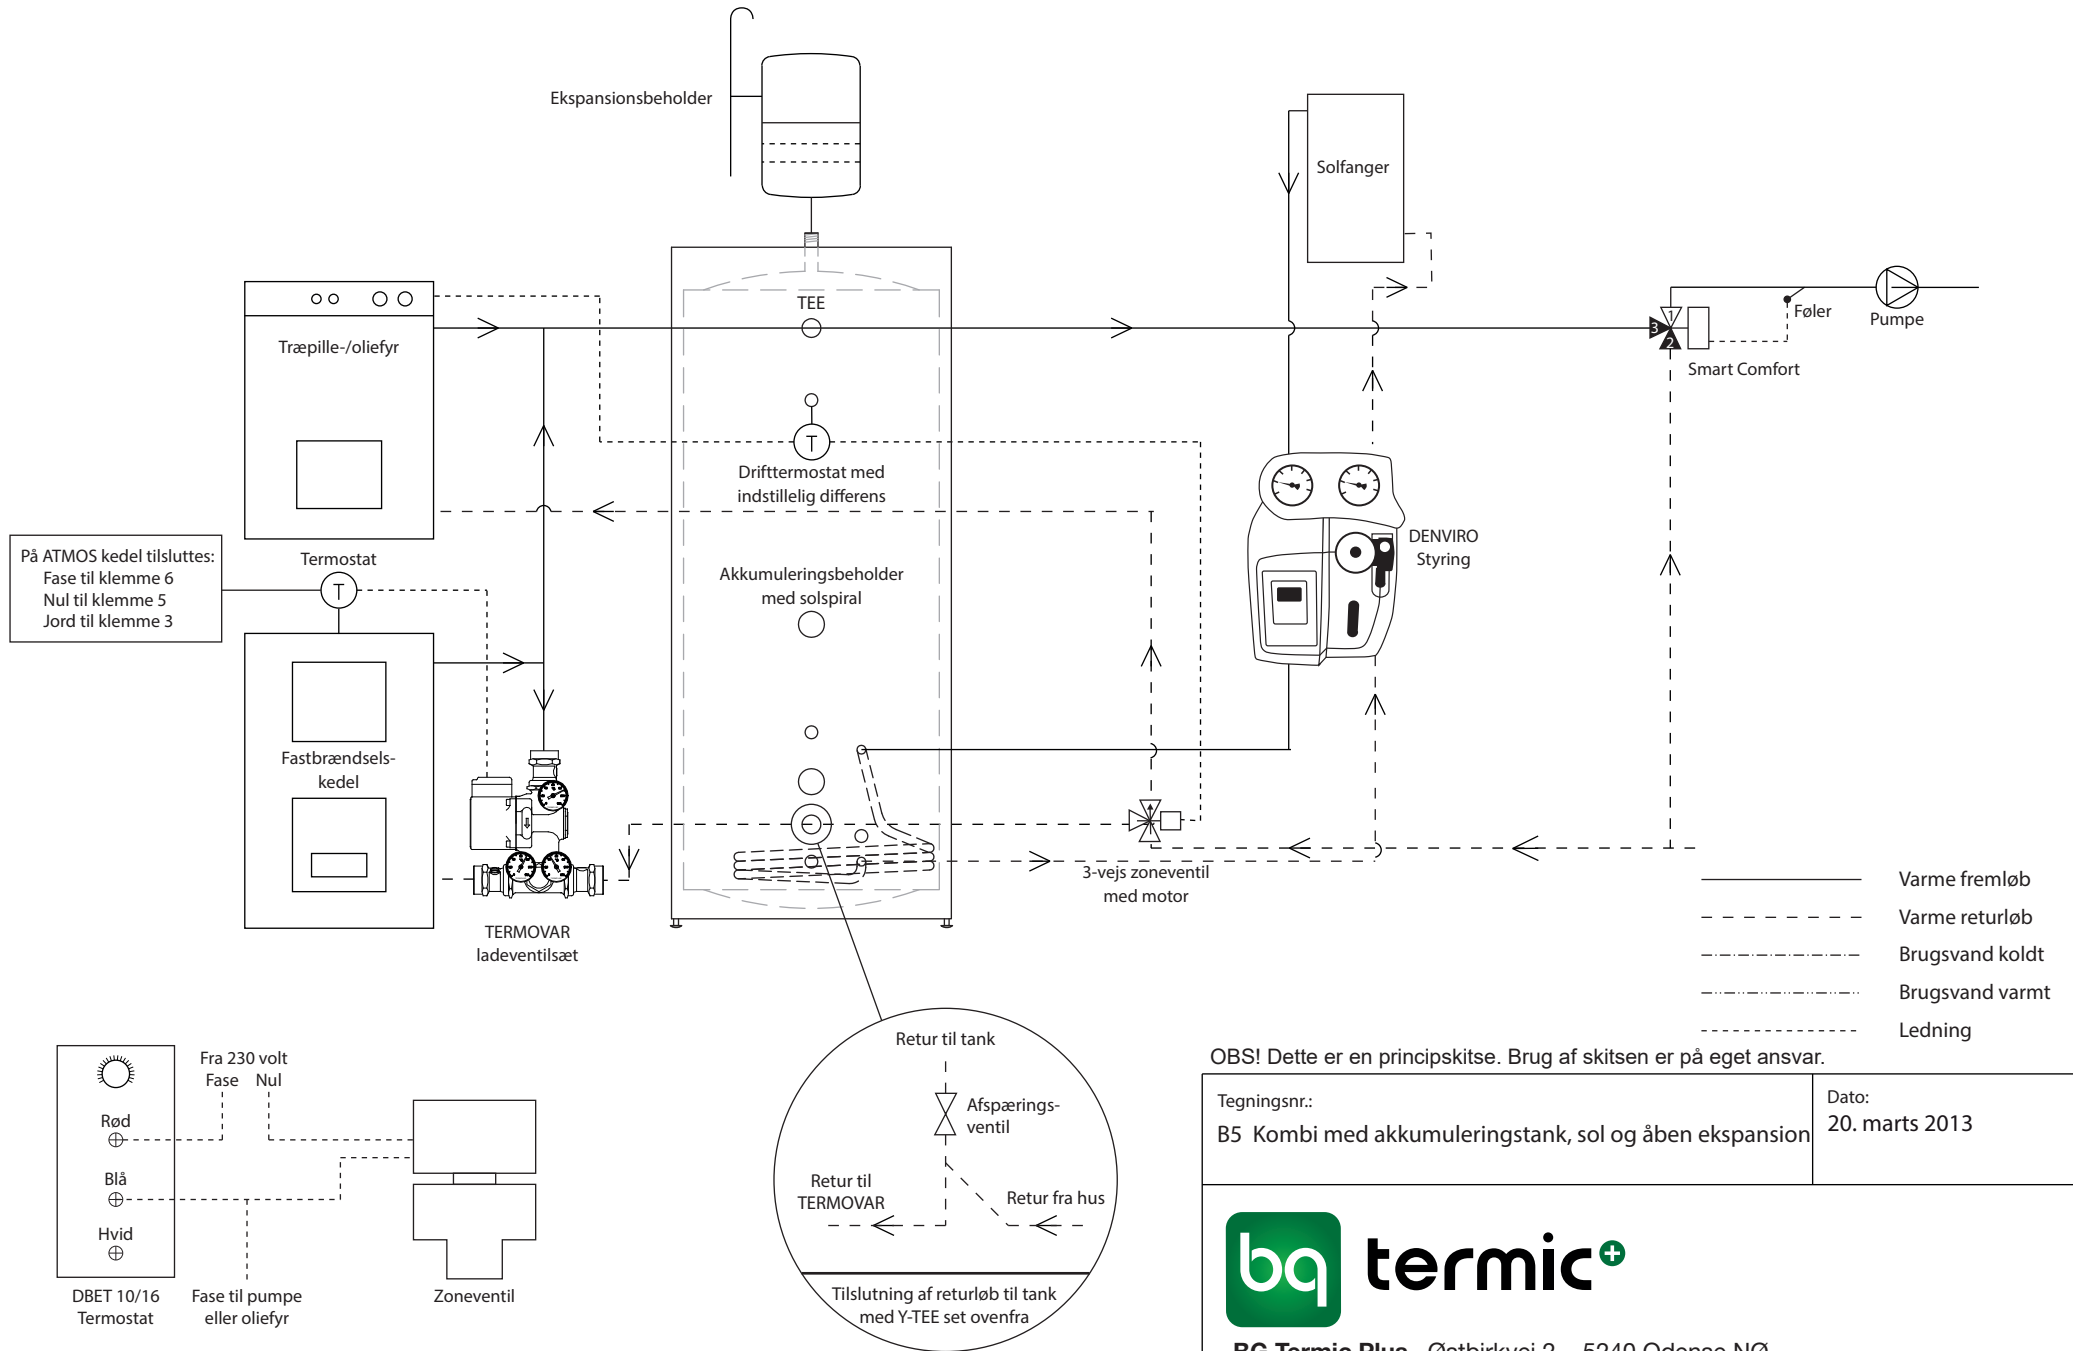 Ekspansionsbeholder
Solfanger
TEE
Træpille-/oliefyr
1
3
2
Føler
Pumpe
Smart Comfort
T
Drifttermostat med
indstillelig differens
DENVIRO
Styring
På ATMOS kedel tilsluttes:
Fase til klemme 6
Nul til klemme 5
Jord til klemme 3
Termostat
T
Akkumuleringsbeholder
med solspiral
Fastbrændsels-
kedel
TERMOVAR
ladeventilsæt
3-vejs zoneventil
med motor
Varme fremløb
Varme returløb
Brugsvand koldt
Brugsvand varmt
Ledning
Fra 230 volt
Fase Nul
Rød
Blå
Hvid
DBET 10/16
Termostat
Fase til pumpe
eller oliefyr
Zoneventil
Retur til tank
Afspærings-
ventil
Retur til
TERMOVAR
Retur fra hus
Tilslutning af returløb til tank
med Y-TEE set ovenfra
OBS! Dette er en principskitse. Brug af skitsen er på eget ansvar.
Tegningsnr.:
B5 Kombi med akkumuleringstank, sol og åben ekspansion
Dato:
20. marts 2013
bq termic+